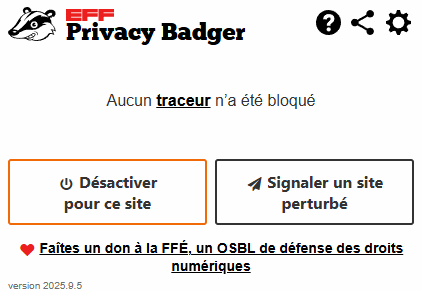 EFF
Privacy Badger
Aucun traceur n’a été bloqué
Désactiver
pour ce site
Signaler un site
perturbé
Faîtes un don à la FFÉ, un OSBL de défense des droits
numériques
version 2025.9.5